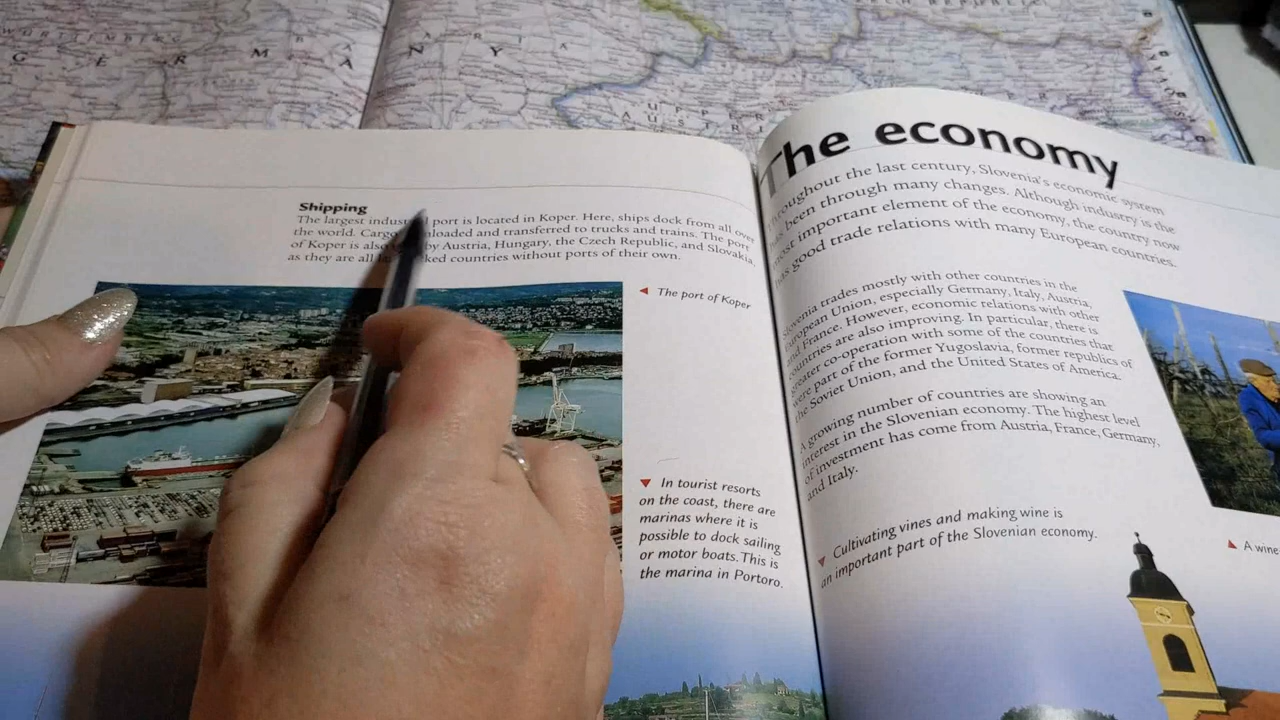 G E R M A N Y
UPPER
AUSTR
Shipping
The largest industrial port is located in Koper. Here, ships dock from all over
the world. Cargo unloaded and transferred to trucks and trains. The port
of Koper is also by Austria, Hungary, the Czech Republic, and Slovakia,
as they are all ked countries without ports of their own.
◄ The port of Koper
▼ In tourist resorts
on the coast, there are
marinas where it is
possible to dock sailing
or motor boats. This is
the marina in Portoro.
The economy
Throughout the last century, Slovenia's economic system
has been through many changes. Although industry is the
most important element of the economy, the country now
has good trade relations with many European countries.
Slovenia trades mostly with other countries in the
European Union, especially Germany, Italy, Austria,
and France. However, economic relations with other
countries are also improving. In particular, there is
greater co-operation with some of the countries that
were part of the former Yugoslavia, former republics of
the Soviet Union, and the United States of America.
A growing number of countries are showing an
interest in the Slovenian economy. The highest level
of investment has come from Austria, France, Germany,
and Italy.
▼ Cultivating vines and making wine is
an important part of the Slovenian economy.
▲ A wine